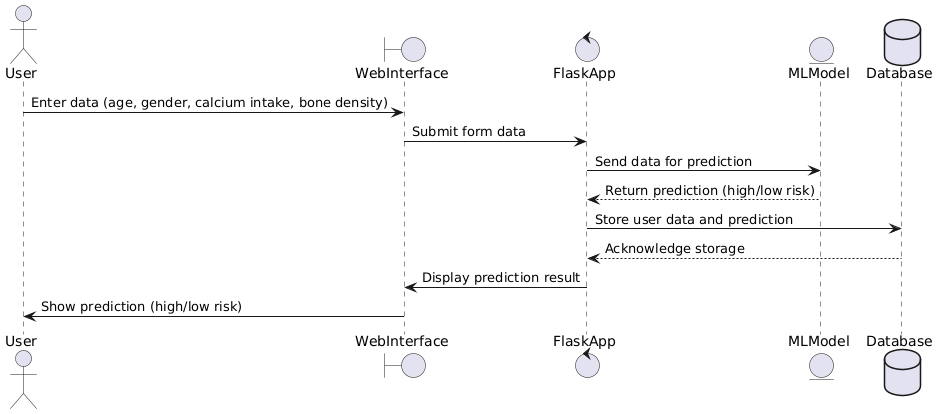 User
WebInterface
FlaskApp
MLModel
Database
Enter data (age, gender, calcium intake, bone density)
Submit form data
Send data for prediction
Return prediction (high/low risk)
Store user data and prediction
Acknowledge storage
Display prediction result
Show prediction (high/low risk)
User
WebInterface
FlaskApp
MLModel
Database